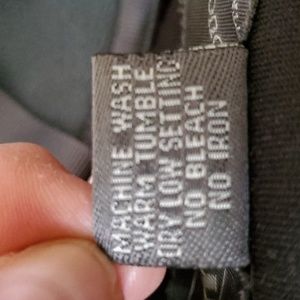 MACHINE WASH
WARM TUMBLE
DRY LOW SETTING
NO BLEACH
NO IRON